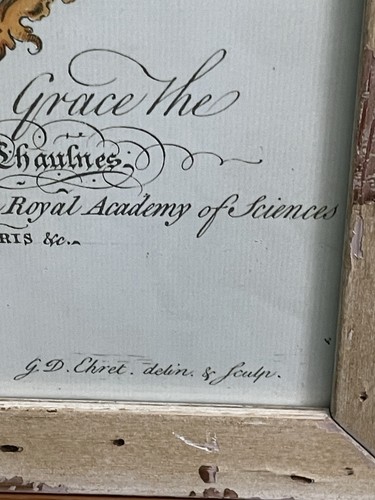 Grace the
Chaulnes.
Royal Academy of Sciences
RIS &c.
G. D. Ehret. delin. & Sculp.